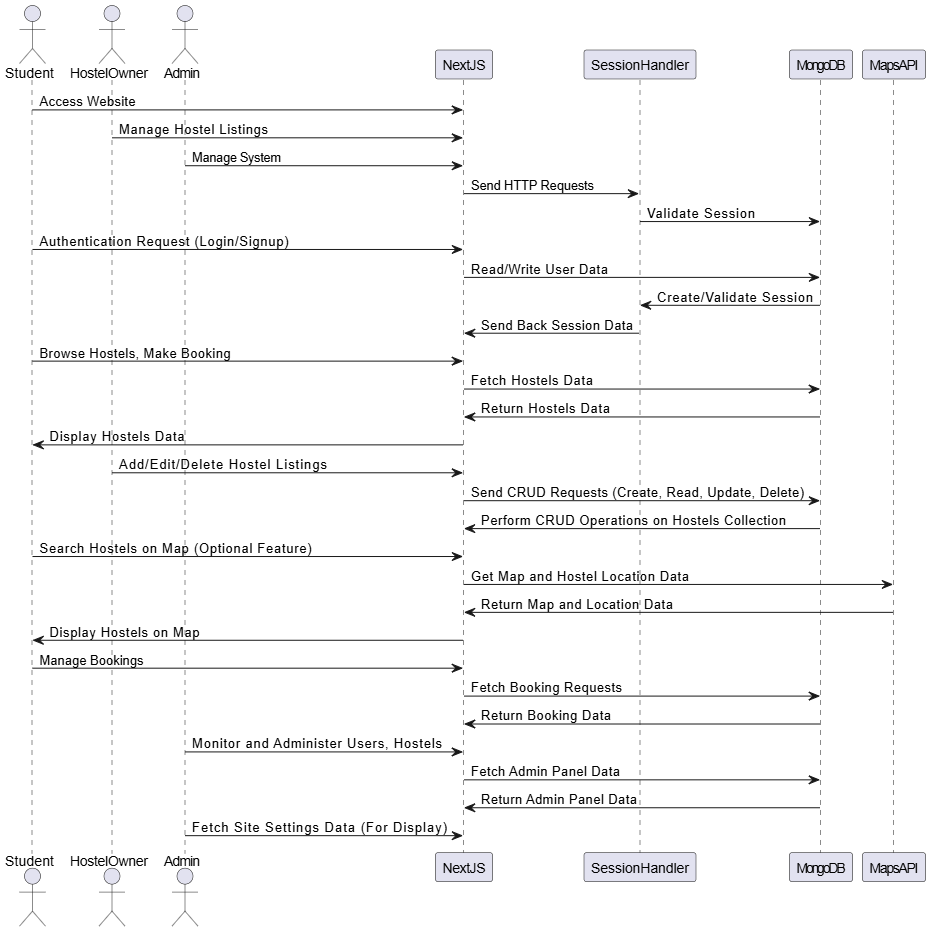 Student HostelOwner Admin NextJS SessionHandler MongoDB MapsAPI
Access Website
Manage Hostel Listings
Manage System
Send HTTP Requests
Validate Session
Authentication Request (Login/Signup)
Read/Write User Data
Create/Validate Session
Send Back Session Data
Browse Hostels, Make Booking
Fetch Hostels Data
Return Hostels Data
Display Hostels Data
Add/Edit/Delete Hostel Listings
Send CRUD Requests (Create, Read, Update, Delete)
Perform CRUD Operations on Hostels Collection
Search Hostels on Map (Optional Feature)
Get Map and Hostel Location Data
Return Map and Location Data
Display Hostels on Map
Manage Bookings
Fetch Booking Requests
Return Booking Data
Monitor and Administer Users, Hostels
Fetch Admin Panel Data
Return Admin Panel Data
Fetch Site Settings Data (For Display)
Student HostelOwner Admin NextJS SessionHandler MongoDB MapsAPI